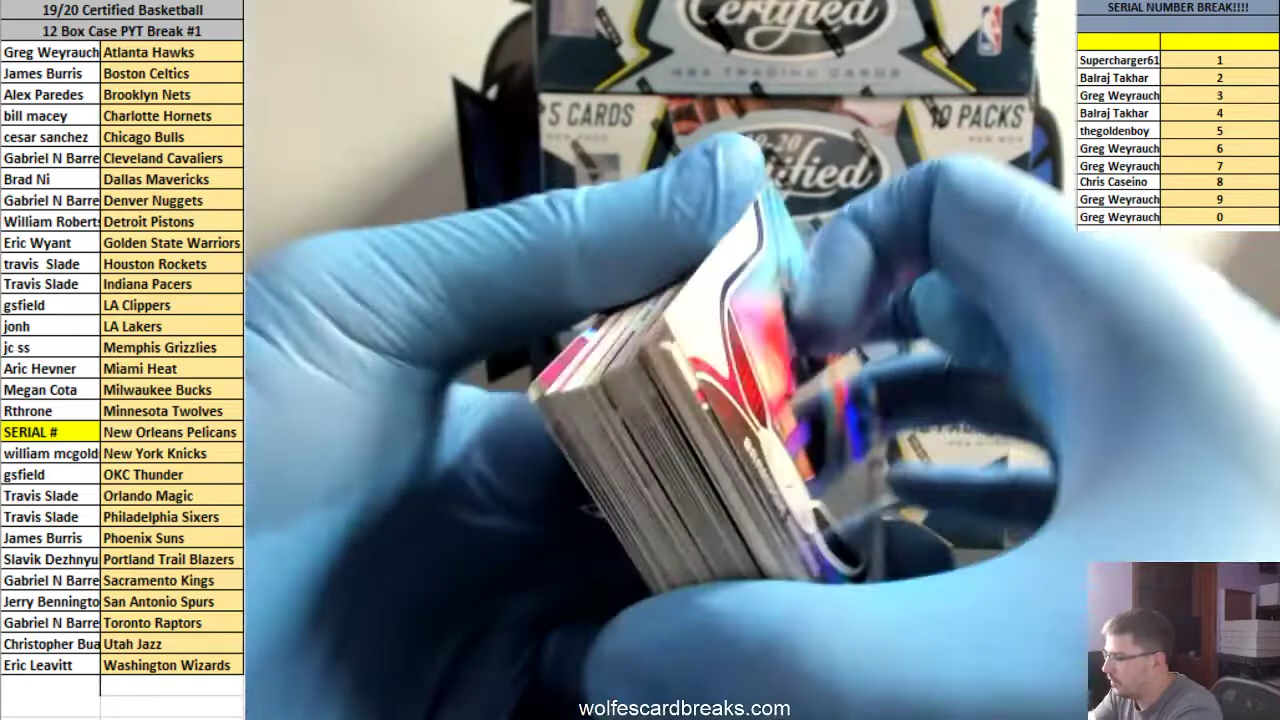 19/20 Certified Basketball
12 Box Case PYT Break #1
Greg Weyrauch Atlanta Hawks
James Burris Boston Celtics
Alex Paredes Brooklyn Nets
bill macey Charlotte Hornets
cesar sanchez Chicago Bulls
Gabriel N Barre Cleveland Cavaliers
Brad Ni Dallas Mavericks
Gabriel N Barre Denver Nuggets
William Robert Detroit Pistons
Eric Wyant Golden State Warriors
travis Slade Houston Rockets
Travis Slade Indiana Pacers
gsfield LA Clippers
jonh LA Lakers
jc ss Memphis Grizzlies
Aric Hevner Miami Heat
Megan Cota Milwaukee Bucks
Rthrone Minnesota Twolves
SERIAL # New Orleans Pelicans
william mcgold New York Knicks
gsfield OKC Thunder
Travis Slade Orlando Magic
Travis Slade Philadelphia Sixers
James Burris Phoenix Suns
Slavik Dezhnyu Portland Trail Blazers
Gabriel N Barre Sacramento Kings
Jerry Benningto San Antonio Spurs
Gabriel N Barre Toronto Raptors
Christopher Bua Utah Jazz
Eric Leavitt Washington Wizards
Certified
NBA TRADING CARDS
5 CARDS
10 PACKS
SERIAL NUMBER BREAK!!!!
Supercharger61 1
Balraj Takhar 2
Greg Weyrauch 3
Balraj Takhar 4
thegoldenboy 5
Greg Weyrauch 6
Greg Weyrauch 7
Chris Caseino 8
Greg Weyrauch 9
Greg Weyrauch 0
wolfescardbreaks.com